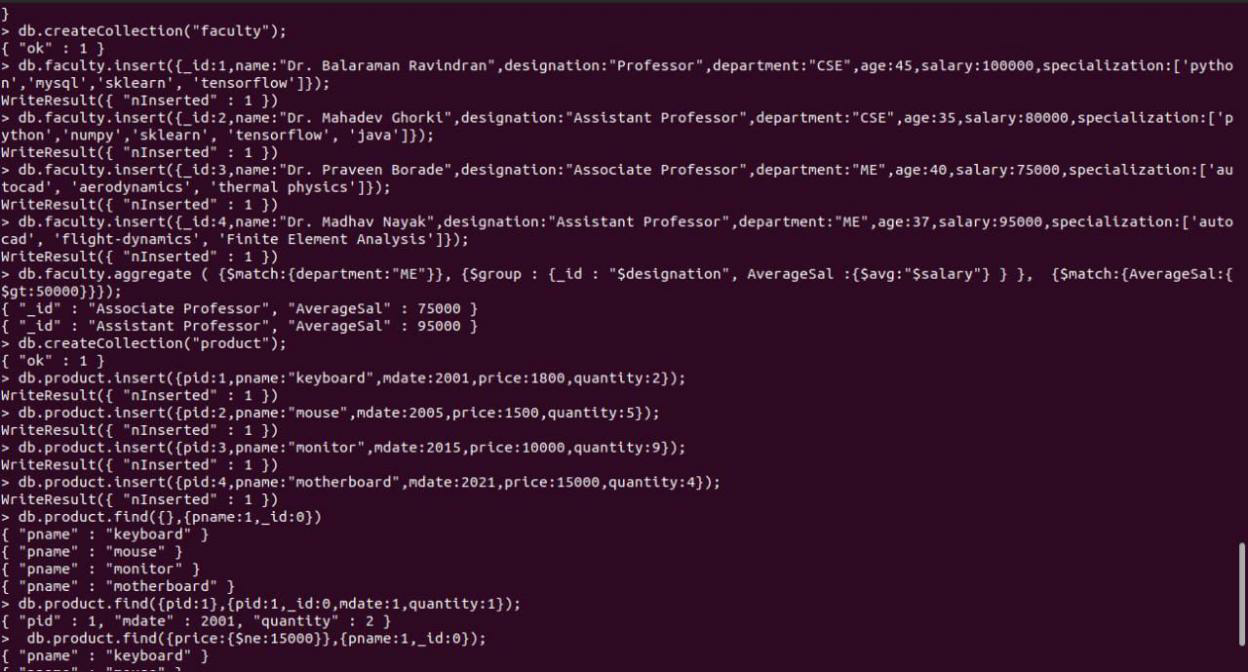 }
> db.createCollection("faculty");
{ "ok" : 1 }
> db.faculty.insert({_id:1,name:"Dr. Balaraman Ravindran",designation:"Professor",department:"CSE",age:45,salary:100000,specialization:['pytho
n','mysql','sklearn', 'tensorflow']});
WriteResult({ "nInserted" : 1 })
> db.faculty.insert({_id:2,name:"Dr. Mahadev Ghorki",designation:"Assistant Professor",department:"CSE",age:35,salary:80000,specialization:['p
ython','numpy','sklearn', 'tensorflow', 'java']});
WriteResult({ "nInserted" : 1 })
> db.faculty.insert({_id:3,name:"Dr. Praveen Borade",designation:"Associate Professor",department:"ME",age:40,salary:75000,specialization:['au
tocad', 'aerodynamics', 'thermal physics']});
WriteResult({ "nInserted" : 1 })
> db.faculty.insert({_id:4,name:"Dr. Madhav Nayak",designation:"Assistant Professor",department:"ME",age:37,salary:95000,specialization:['auto
cad', 'flight-dynamics', 'Finite Element Analysis']});
WriteResult({ "nInserted" : 1 })
> db.faculty.aggregate ( {$match:{department:"ME"}}, {$group : {_id : "$designation", AverageSal :{$avg:"$salary"} } },  {$match:{AverageSal:{
$gt:50000}}});
{ "_id" : "Associate Professor", "AverageSal" : 75000 }
{ "_id" : "Assistant Professor", "AverageSal" : 95000 }
> db.createCollection("product");
{ "ok" : 1 }
> db.product.insert({pid:1,pname:"keyboard",mdate:2001,price:1800,quantity:2});
WriteResult({ "nInserted" : 1 })
> db.product.insert({pid:2,pname:"mouse",mdate:2005,price:1500,quantity:5});
WriteResult({ "nInserted" : 1 })
> db.product.insert({pid:3,pname:"monitor",mdate:2015,price:10000,quantity:9});
WriteResult({ "nInserted" : 1 })
> db.product.insert({pid:4,pname:"motherboard",mdate:2021,price:15000,quantity:4});
WriteResult({ "nInserted" : 1 })
> db.product.find({},{pname:1,_id:0})
{ "pname" : "keyboard" }
{ "pname" : "mouse" }
{ "pname" : "monitor" }
{ "pname" : "motherboard" }
> db.product.find({pid:1},{pid:1,_id:0,mdate:1,quantity:1});
{ "pid" : 1, "mdate" : 2001, "quantity" : 2 }
>  db.product.find({price:{$ne:15000}},{pname:1,_id:0});
{ "pname" : "keyboard" }